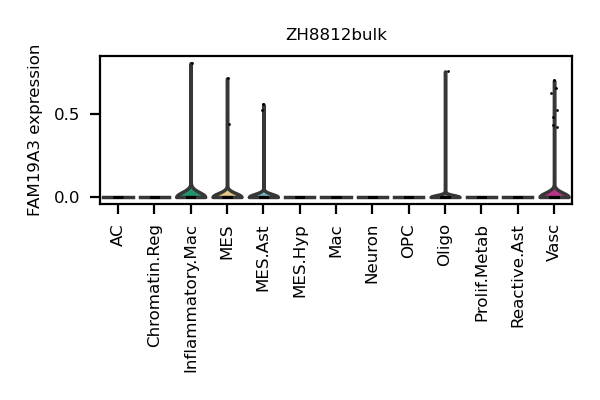 ZH8812bulk
FAM19A3 expression
0.5
0.0
AC
Chromatin.Reg
Inflammatory.Mac
MES
MES.Ast
MES.Hyp
Mac
Neuron
OPC
Oligo
Prolif.Metab
Reactive.Ast
Vasc